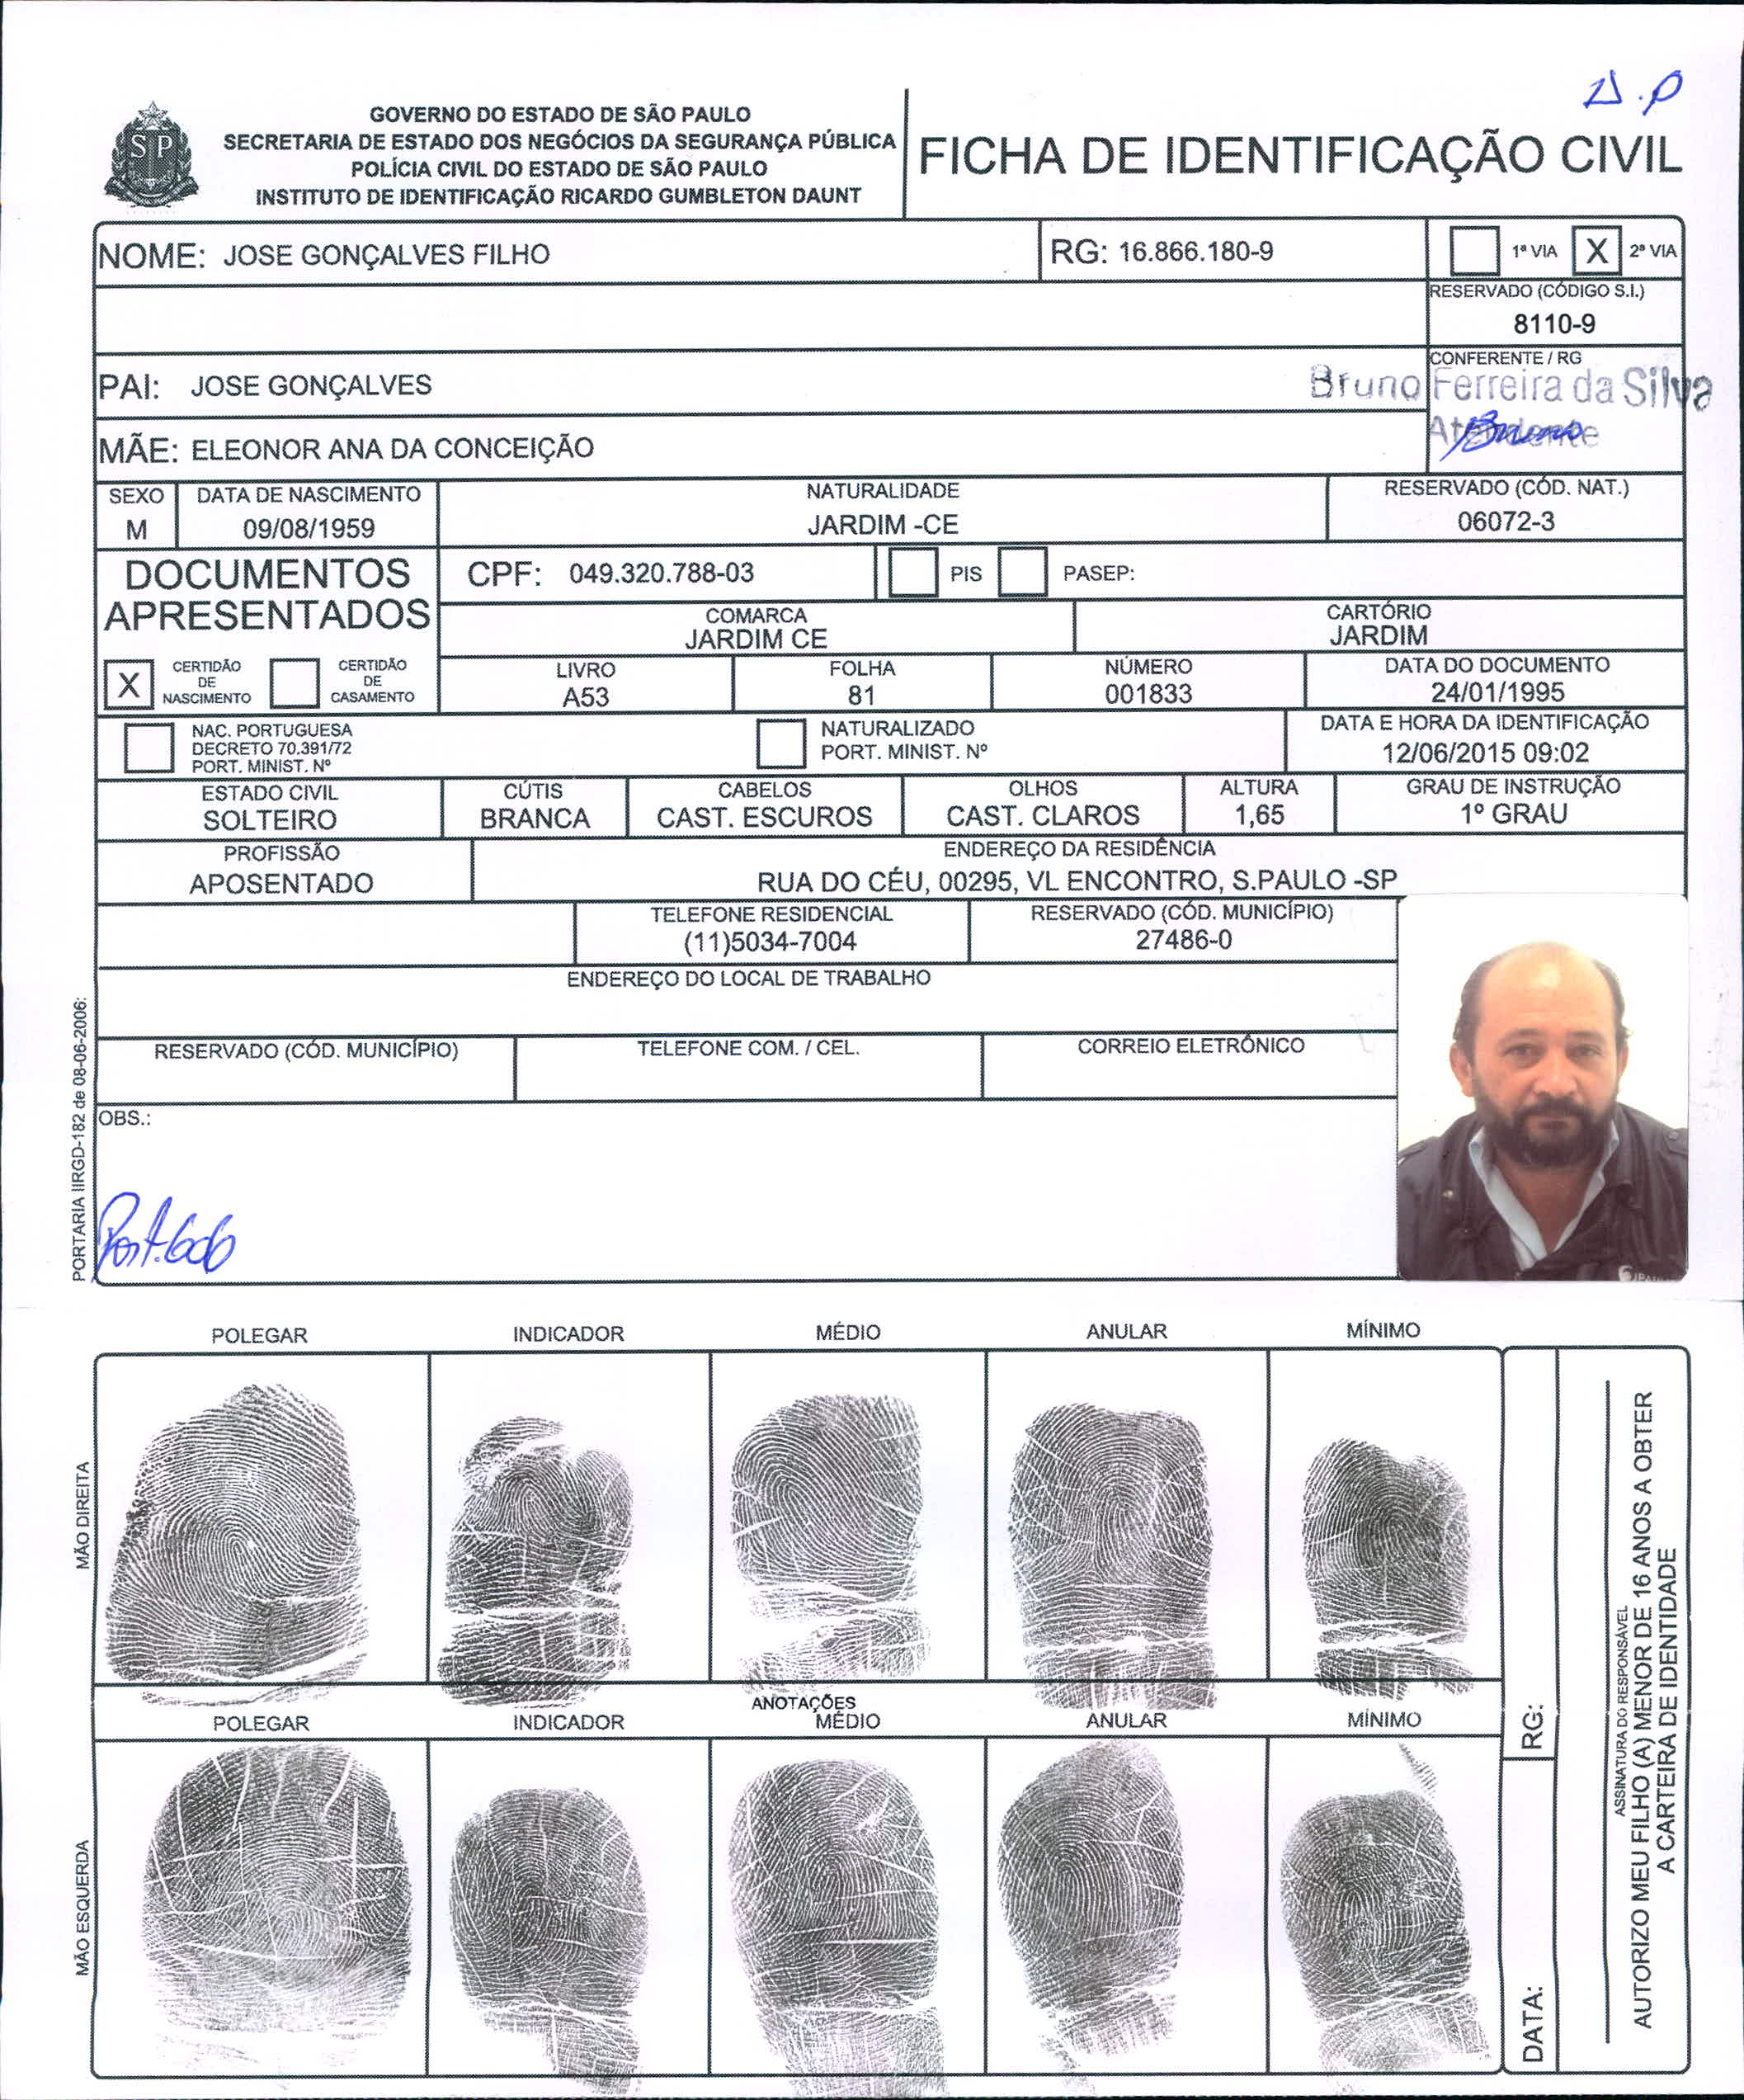 GOVERNO DO ESTADO DE SÃO PAULO
SECRETARIA DE ESTADO DOS NEGÓCIOS DA SEGURANÇA PÚBLICA
POLÍCIA CIVIL DO ESTADO DE SÃO PAULO
INSTITUTO DE IDENTIFICAÇÃO RICARDO GUMBLETON DAUNT
SP
FICHA DE IDENTIFICAÇÃO CIVIL
NOME: JOSE GONÇALVES FILHO
RG: 16.866.180-9
1ª VIA X 2ª VIA
RESERVADO (CÓDIGO S.I.)
8110-9
PAI: JOSE GONÇALVES
CONFERENTE / RG
Bruno Ferreira da Silva
Atendente
Bruno
MÃE: ELEONOR ANA DA CONCEIÇÃO
SEXO
M
DATA DE NASCIMENTO
09/08/1959
NATURALIDADE
JARDIM -CE
RESERVADO (CÓD. NAT.)
06072-3
DOCUMENTOS
APRESENTADOS
CPF: 049.320.788-03
PIS
PASEP:
COMARCA
JARDIM CE
CARTÓRIO
JARDIM
X CERTIDÃO
DE
NASCIMENTO
CERTIDÃO
DE
CASAMENTO
LIVRO
A53
FOLHA
81
NÚMERO
001833
DATA DO DOCUMENTO
24/01/1995
NAC. PORTUGUESA
DECRETO 70.391/72
PORT. MINIST. Nº
NATURALIZADO
PORT. MINIST. Nº
DATA E HORA DA IDENTIFICAÇÃO
12/06/2015 09:02
ESTADO CIVIL
SOLTEIRO
CÚTIS
BRANCA
CABELOS
CAST. ESCUROS
OLHOS
CAST. CLAROS
ALTURA
1,65
GRAU DE INSTRUÇÃO
1º GRAU
PROFISSÃO
APOSENTADO
ENDEREÇO DA RESIDÊNCIA
RUA DO CÉU, 00295, VL ENCONTRO, S.PAULO -SP
TELEFONE RESIDENCIAL
(11)5034-7004
RESERVADO (CÓD. MUNICÍPIO)
27486-0
ENDEREÇO DO LOCAL DE TRABALHO
RESERVADO (CÓD. MUNICÍPIO)
TELEFONE COM. / CEL.
CORREIO ELETRÔNICO
OBS.:
PORTARIA IIRGD-182 de 08-06-2006:
POLEGAR INDICADOR MÉDIO ANULAR MÍNIMO
MÃO DIREITA
ANOTAÇÕES
POLEGAR INDICADOR MÉDIO ANULAR MÍNIMO
MÃO ESQUERDA
RG:
DATA:
ASSINATURA DO RESPONSÁVEL
AUTORIZO MEU FILHO (A) MENOR DE 16 ANOS A OBTER
A CARTEIRA DE IDENTIDADE